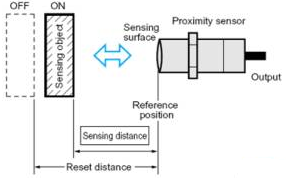 OFF
ON
Sensing object
Sensing
surface
Proximity sensor
Output
Reference
position
Sensing distance
Reset distance